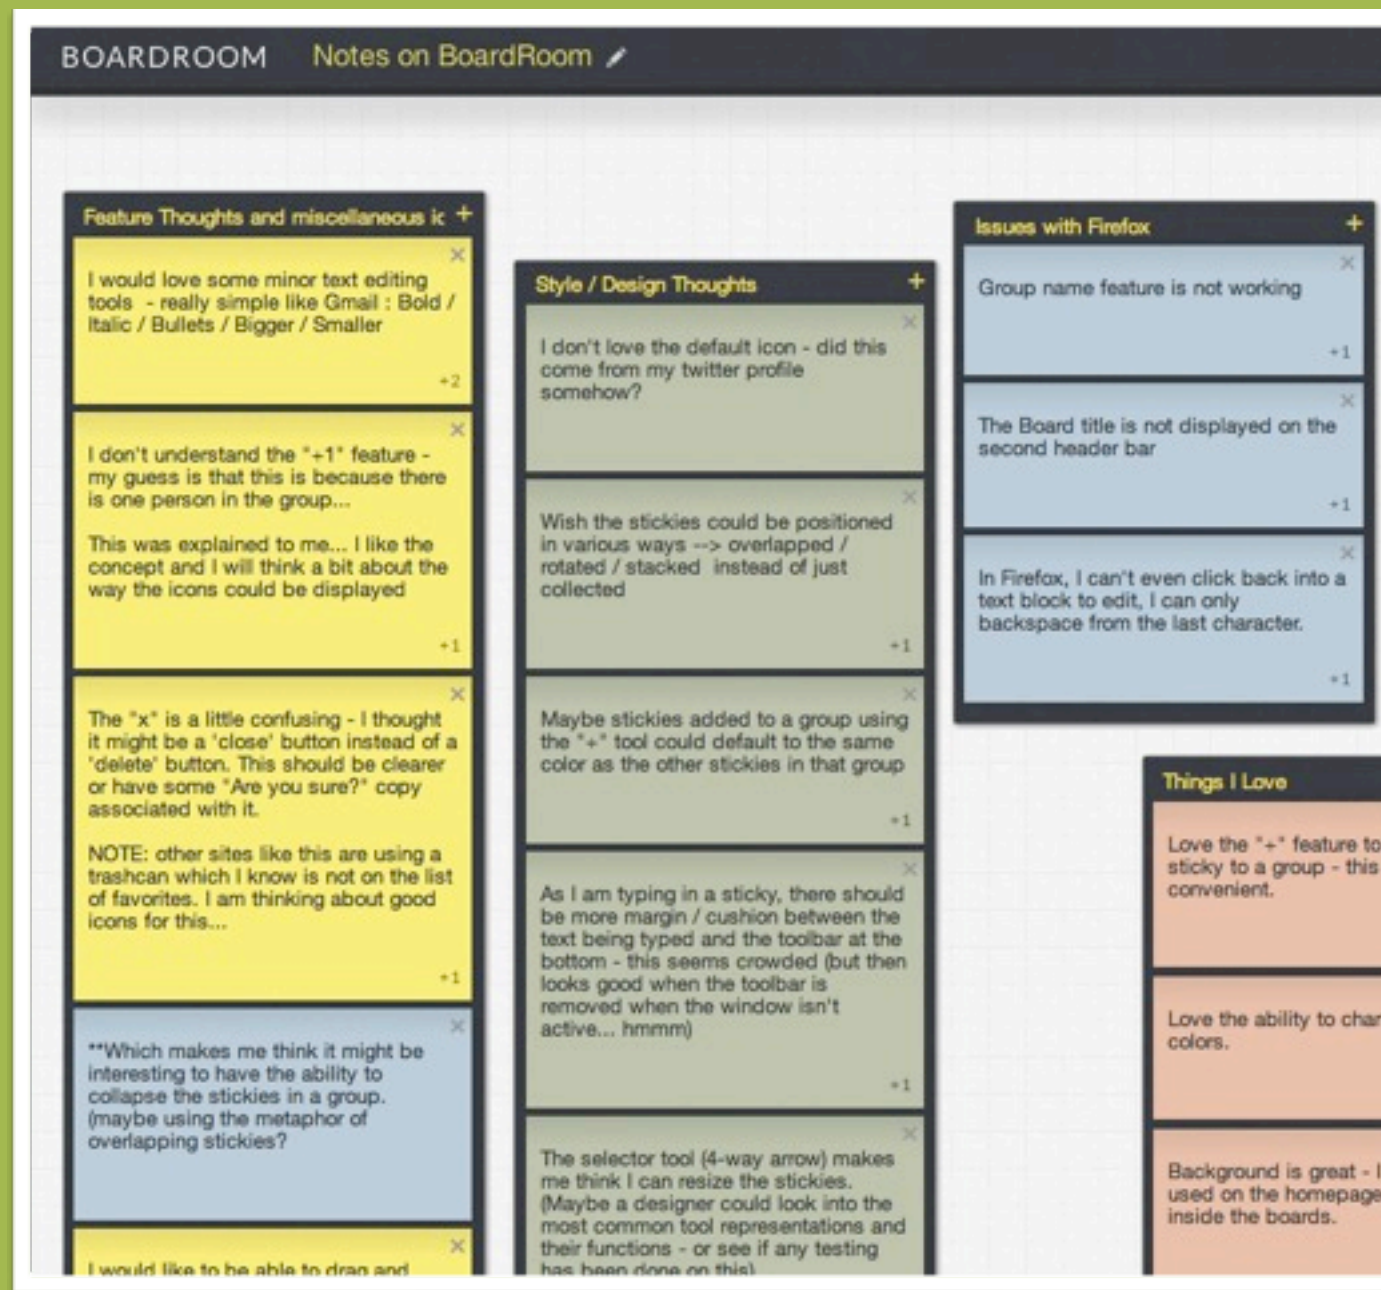 BOARDROOM Notes on BoardRoom
Feature Thoughts and miscellaneous ic +
I would love some minor text editing
tools - really simple like Gmail : Bold /
Italic / Bullets / Bigger / Smaller
+2
I don't understand the "+1" feature -
my guess is that this is because there
is one person in the group...
This was explained to me... I like the
concept and I will think a bit about the
way the icons could be displayed
+1
The "x" is a little confusing - I thought
it might be a 'close' button instead of a
'delete' button. This should be clearer
or have some "Are you sure?" copy
associated with it.
NOTE: other sites like this are using a
trashcan which I know is not on the list
of favorites. I am thinking about good
icons for this...
+1
**Which makes me think it might be
interesting to have the ability to
collapse the stickies in a group.
(maybe using the metaphor of
overlapping stickies?
I would like to be able to drag and
Style / Design Thoughts +
I don't love the default icon - did this
come from my twitter profile
somehow?
Wish the stickies could be positioned
in various ways --> overlapped /
rotated / stacked instead of just
collected
+1
Maybe stickies added to a group using
the "+" tool could default to the same
color as the other stickies in that group
+1
As I am typing in a sticky, there should
be more margin / cushion between the
text being typed and the toolbar at the
bottom - this seems crowded (but then
looks good when the toolbar is
removed when the window isn't
active... hmmm)
+1
The selector tool (4-way arrow) makes
me think I can resize the stickies.
(Maybe a designer could look into the
most common tool representations and
their functions - or see if any testing
has been done on this)
Issues with Firefox +
Group name feature is not working
+1
The Board title is not displayed on the
second header bar
+1
In Firefox, I can't even click back into a
text block to edit, I can only
backspace from the last character.
+1
Things I Love
Love the "+" feature to
sticky to a group - this
convenient.
Love the ability to char
colors.
Background is great - I
used on the homepage
inside the boards.